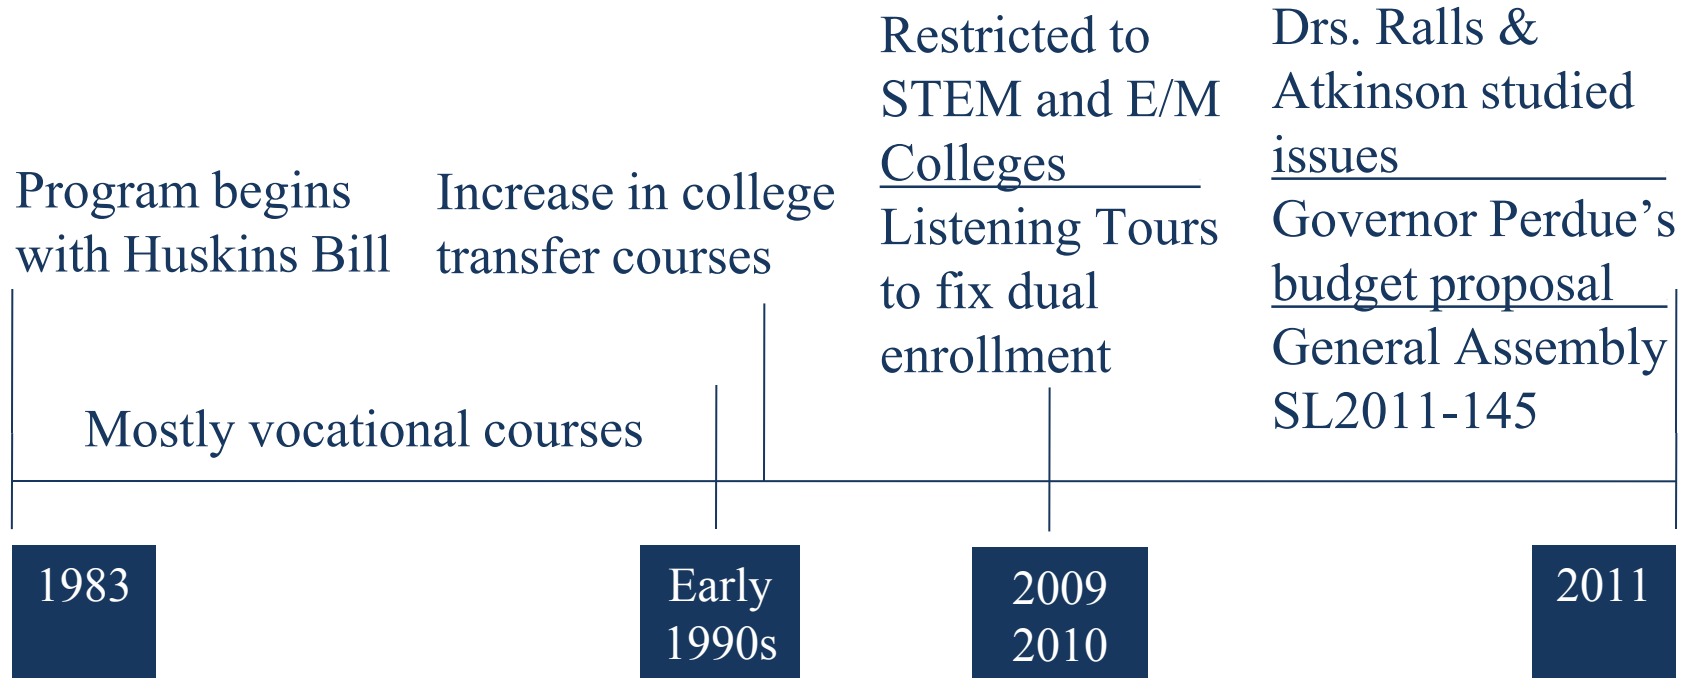 Program begins
with Huskins Bill
Mostly vocational courses
Increase in college
transfer courses
Restricted to
STEM and E/M
Colleges
Listening Tours
to fix dual
enrollment
Drs. Ralls &
Atkinson studied
issues
Governor Perdue’s
budget proposal
General Assembly
SL2011-145
1983
Early
1990s
2009
2010
2011